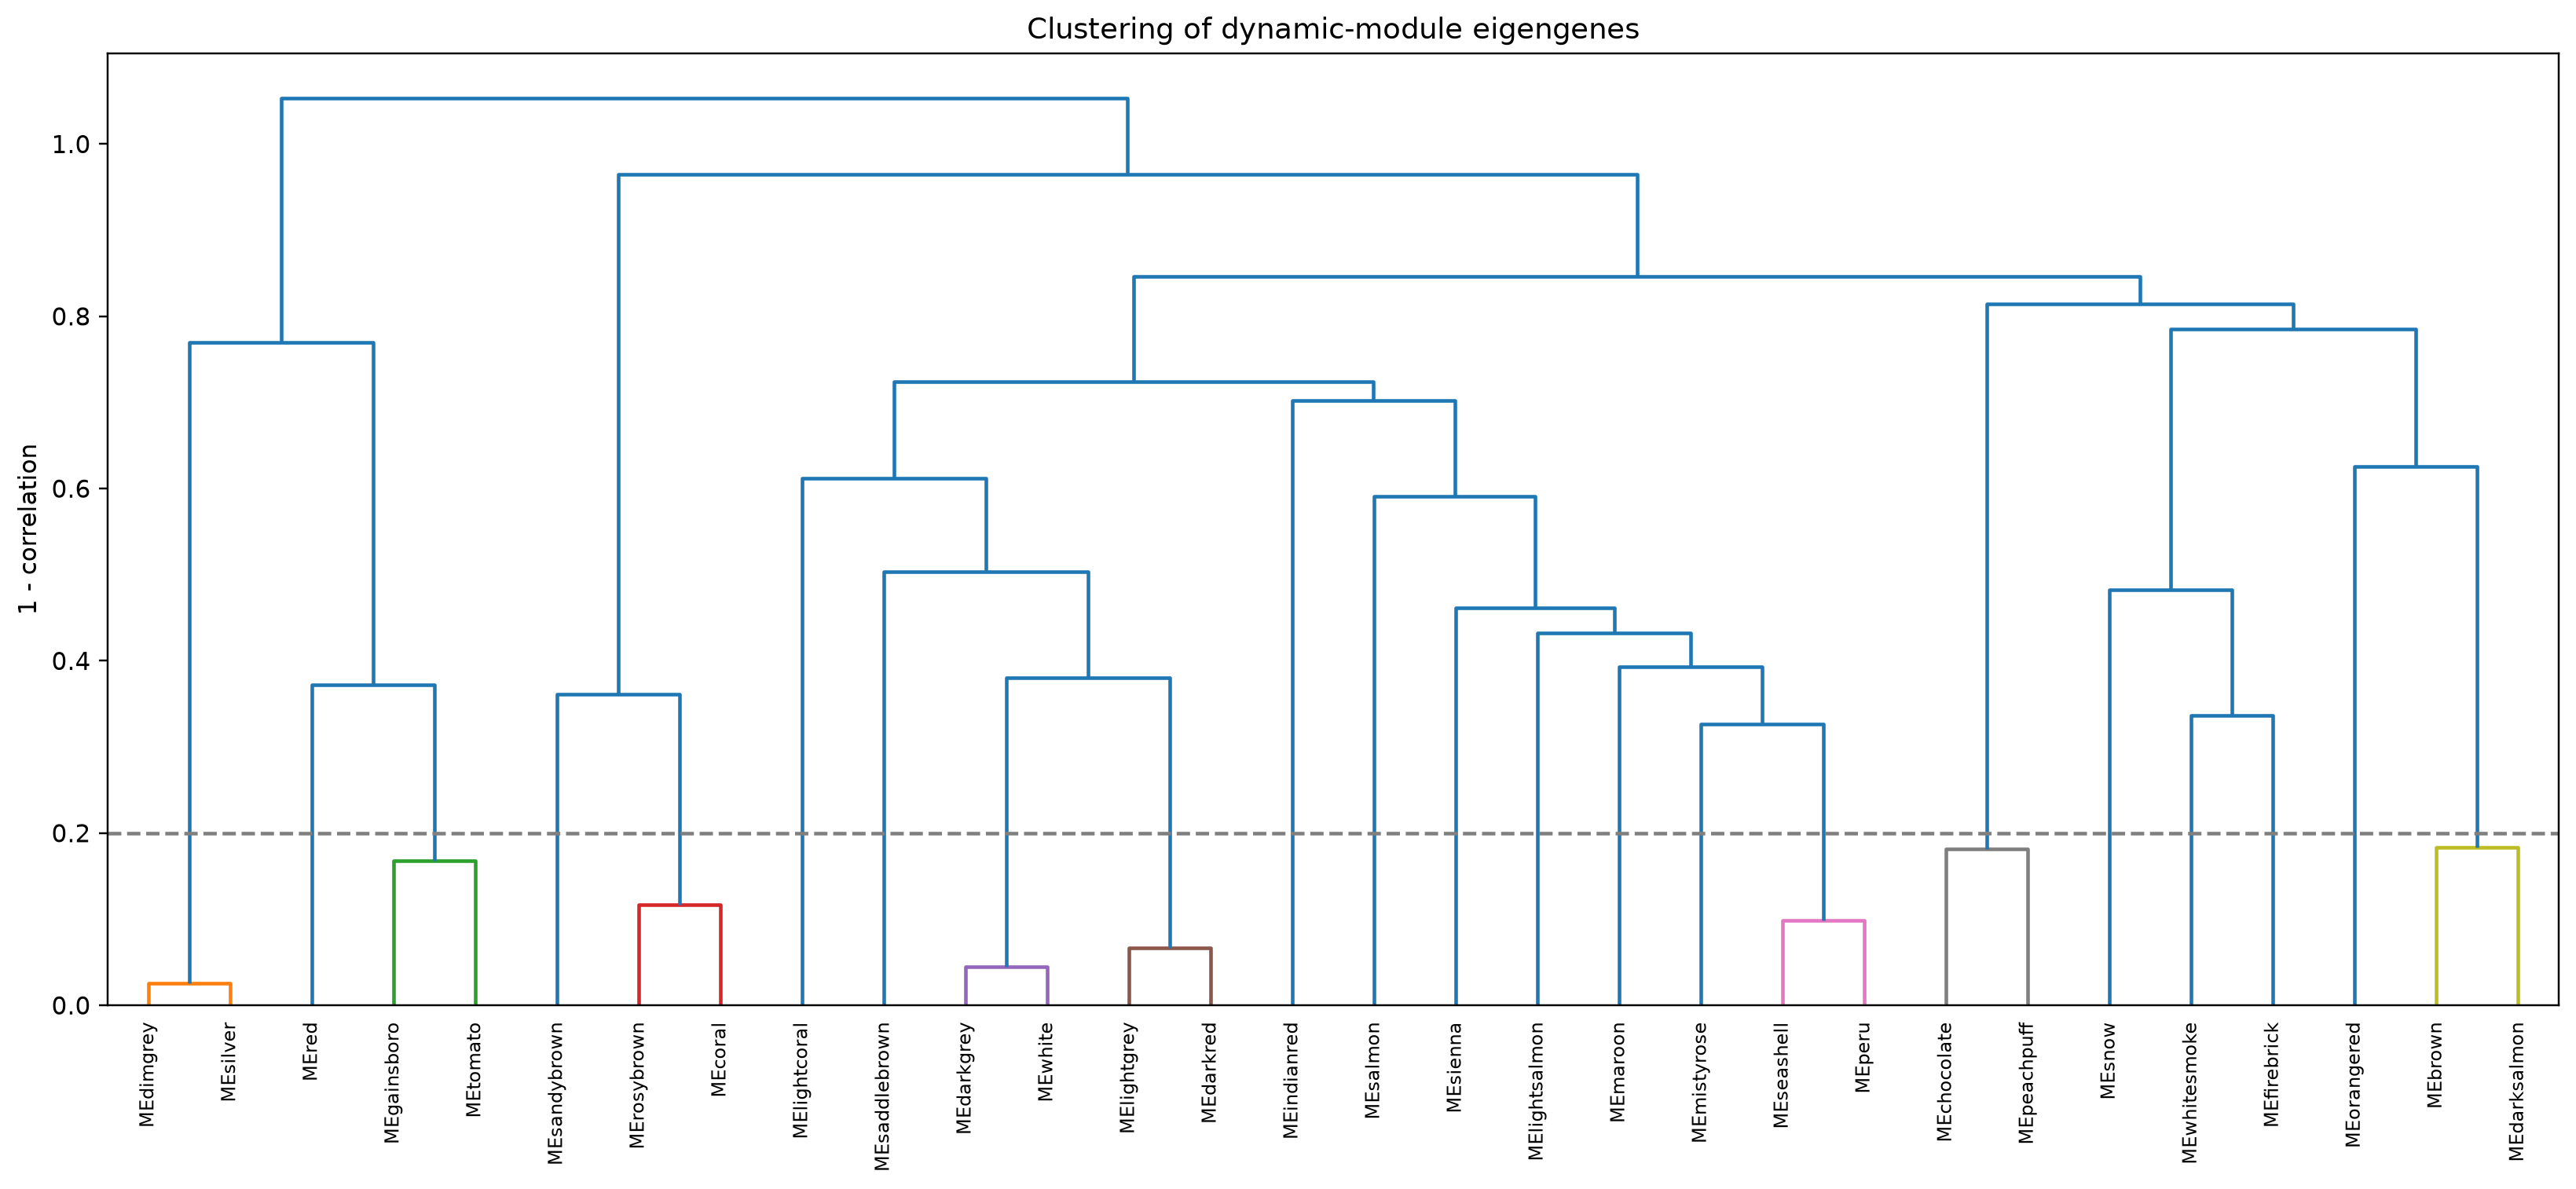 Clustering of dynamic-module eigengenes
1 - correlation
1.0
0.8
0.6
0.4
0.2
0.0
MEdimgrey
MEsilver
MEred
MEgainsboro
MEtomato
MEsandybrown
MErosybrown
MEcoral
MElightcoral
MEsaddlebrown
MEdarkgrey
MEwhite
MElightgrey
MEdarkred
MEindianred
MEsalmon
MEsienna
MElightsalmon
MEmaroon
MEmistyrose
MEseashell
MEperu
MEchocolate
MEpeachpuff
MEsnow
MEwhitesmoke
MEfirebrick
MEorangered
MEbrown
MEdarksalmon